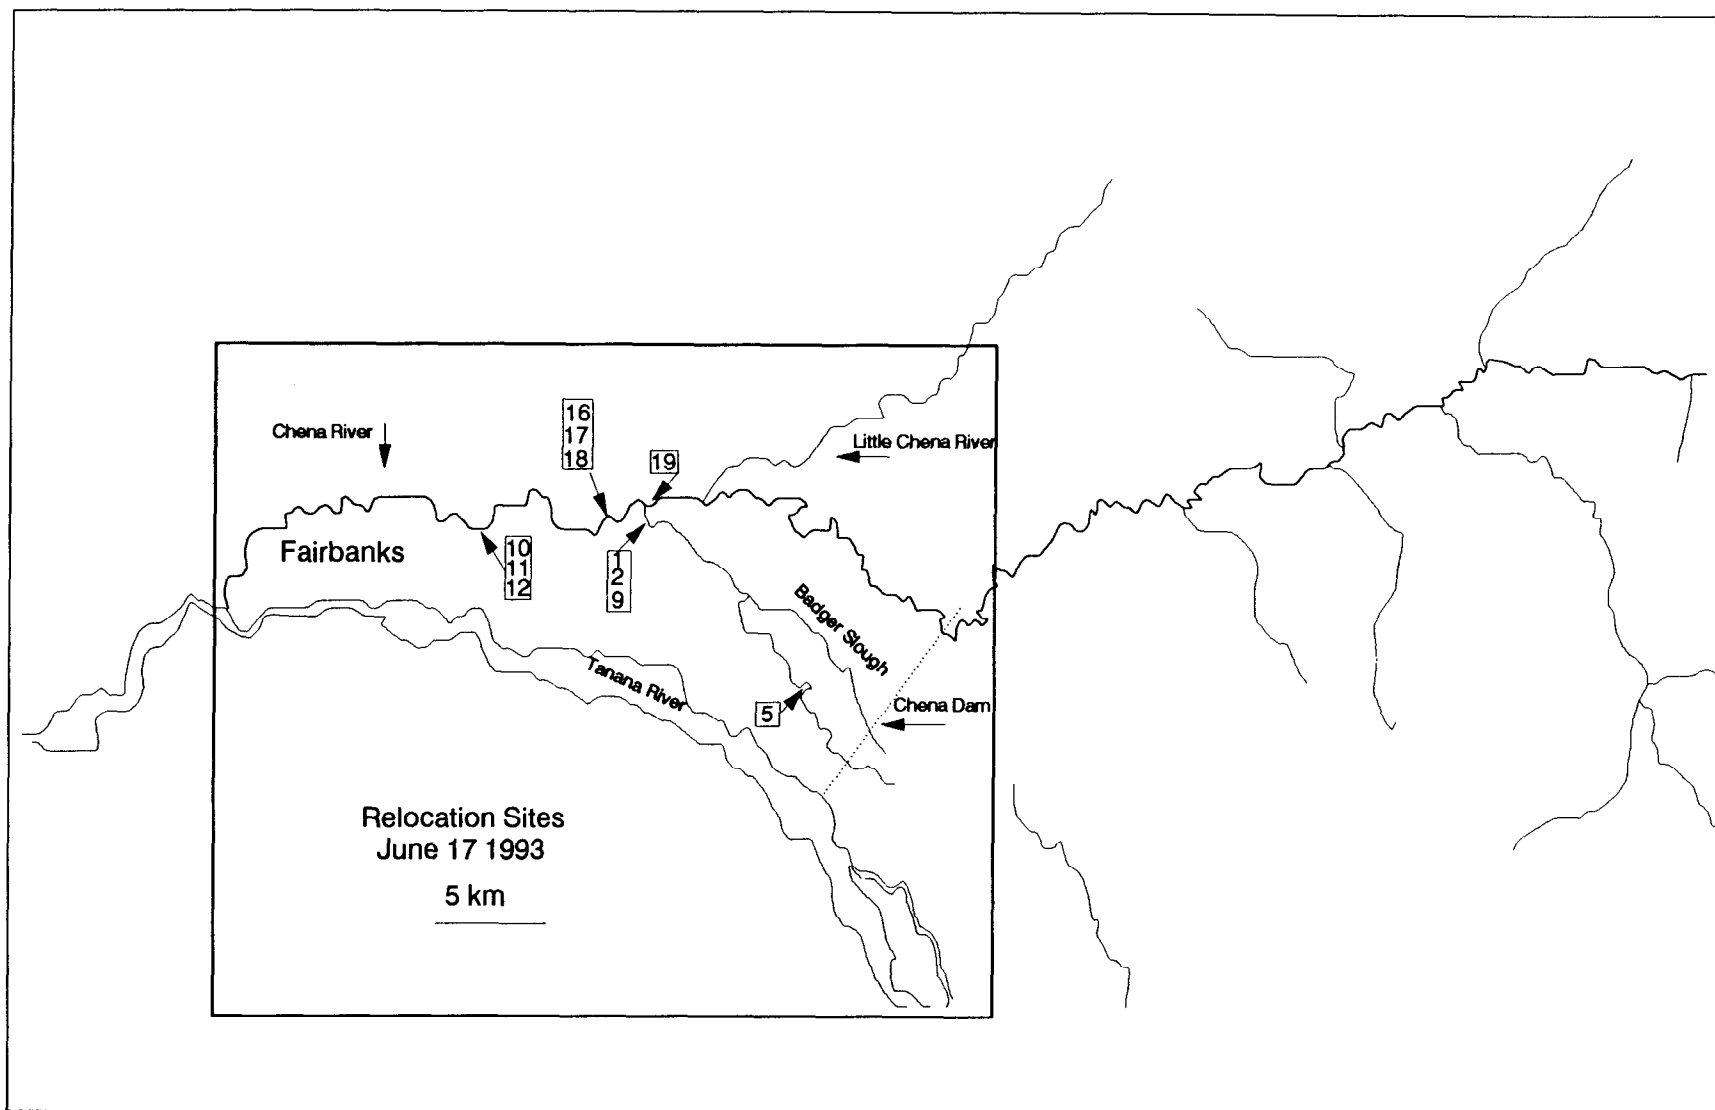 16
17
18
Chena River
Little Chena River
19
Fairbanks
10
11
12
1
2
9
Badger Slough
Tanana River
5
Chena Dam
Relocation Sites
June 17 1993
5 km